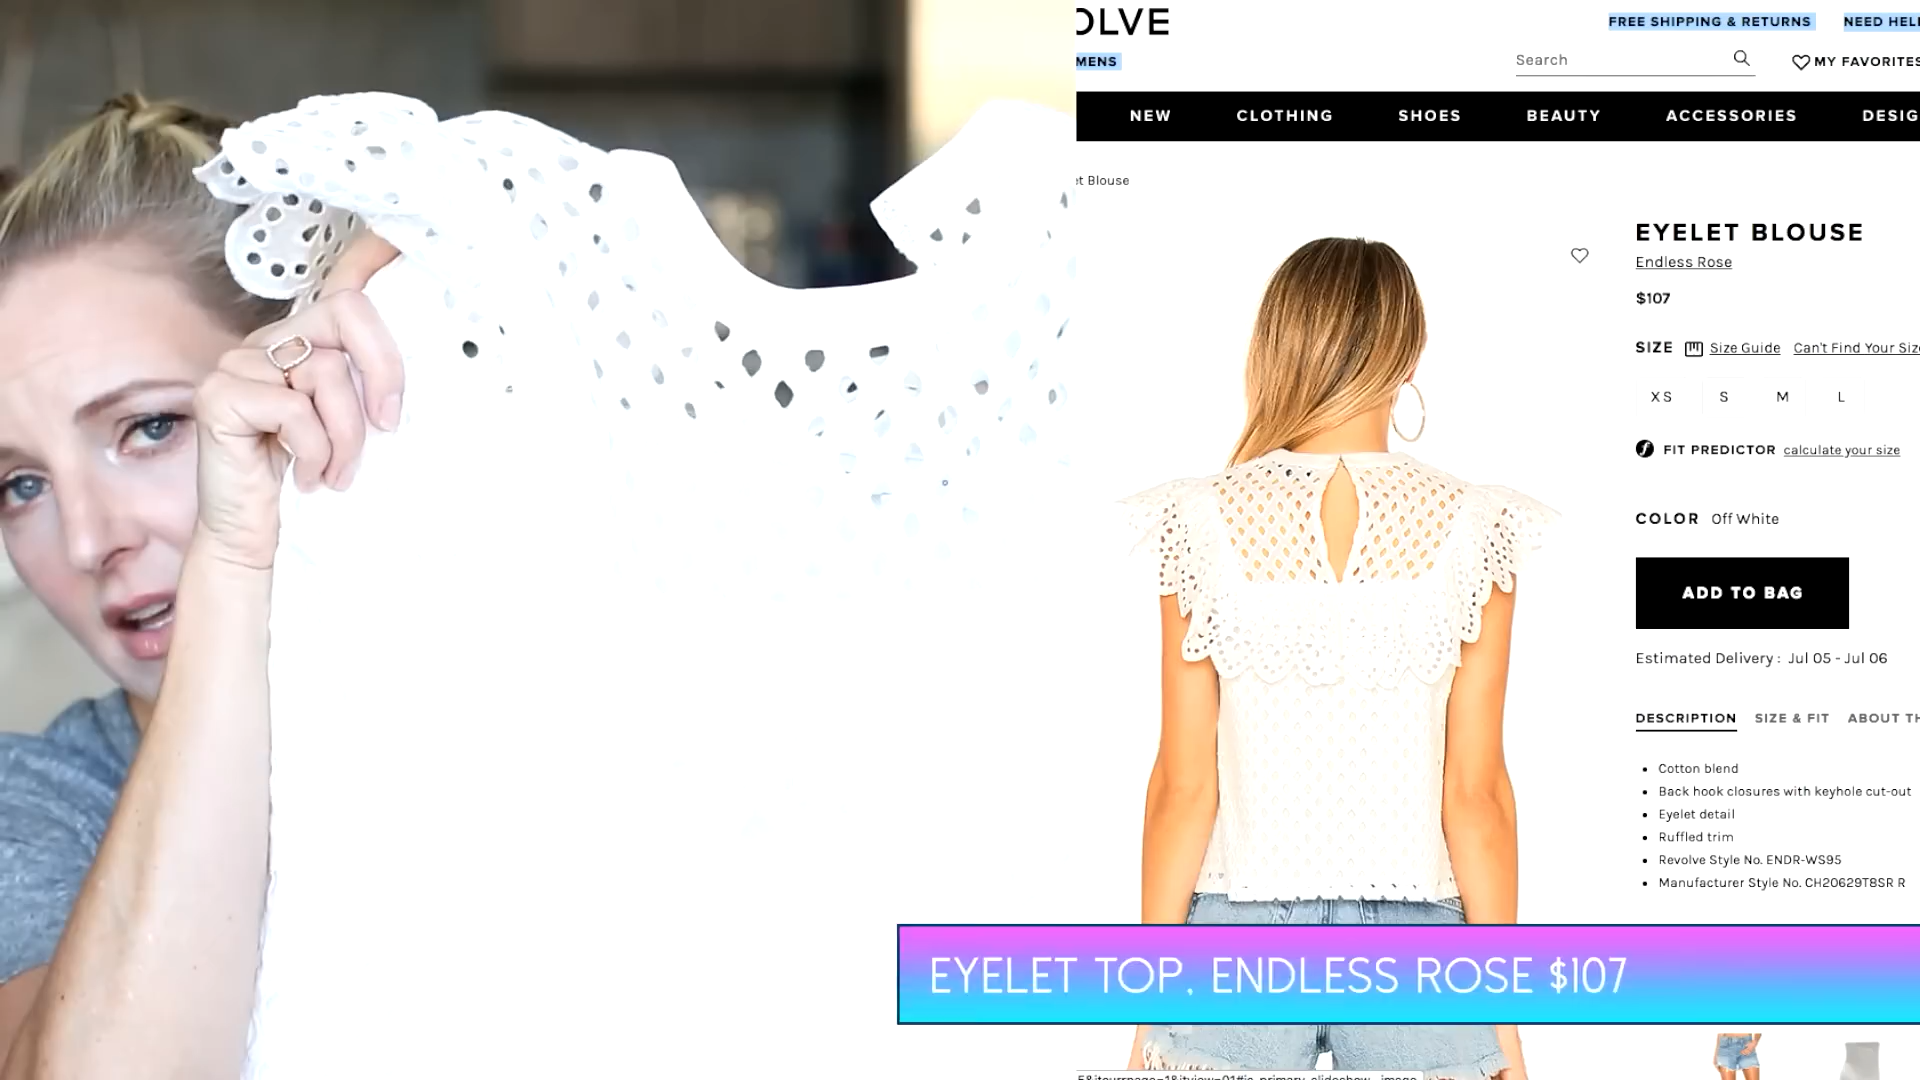 OLVE
FREE SHIPPING & RETURNS
NEED HEL
MENS
Search
MY FAVORITES
NEW CLOTHING SHOES BEAUTY ACCESSORIES DESIG
et Blouse
EYELET BLOUSE
Endless Rose
$107
SIZE Size Guide Can't Find Your Size
XS S M L
FIT PREDICTOR calculate your size
COLOR Off White
ADD TO BAG
Estimated Delivery : Jul 05 - Jul 06
DESCRIPTION SIZE & FIT ABOUT TH
Cotton blend
Back hook closures with keyhole cut-out
Eyelet detail
Ruffled trim
Revolve Style No. ENDR-WS95
Manufacturer Style No. CH20629T8SR R
EYELET TOP, ENDLESS ROSE $107